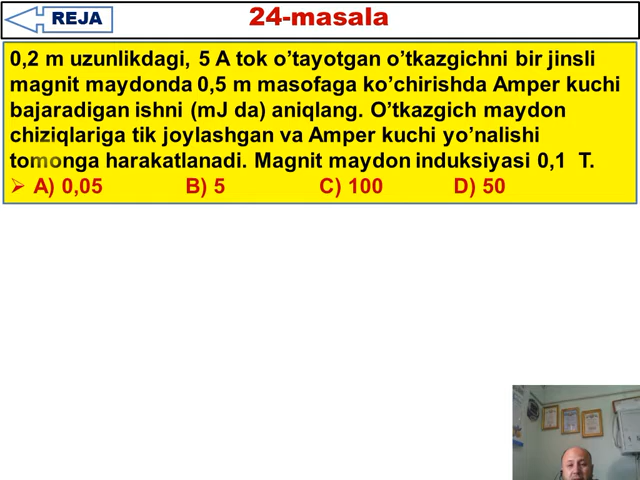 REJA
24-masala
0,2 m uzunlikdagi, 5 A tok o’tayotgan o’tkazgichni bir jinsli
magnit maydonda 0,5 m masofaga ko’chirishda Amper kuchi
bajaradigan ishni (mJ da) aniqlang. O’tkazgich maydon
chiziqlariga tik joylashgan va Amper kuchi yo’nalishi
tomonga harakatlanadi. Magnit maydon induksiyasi 0,1 T.
➢ A) 0,05 B) 5 C) 100 D) 50